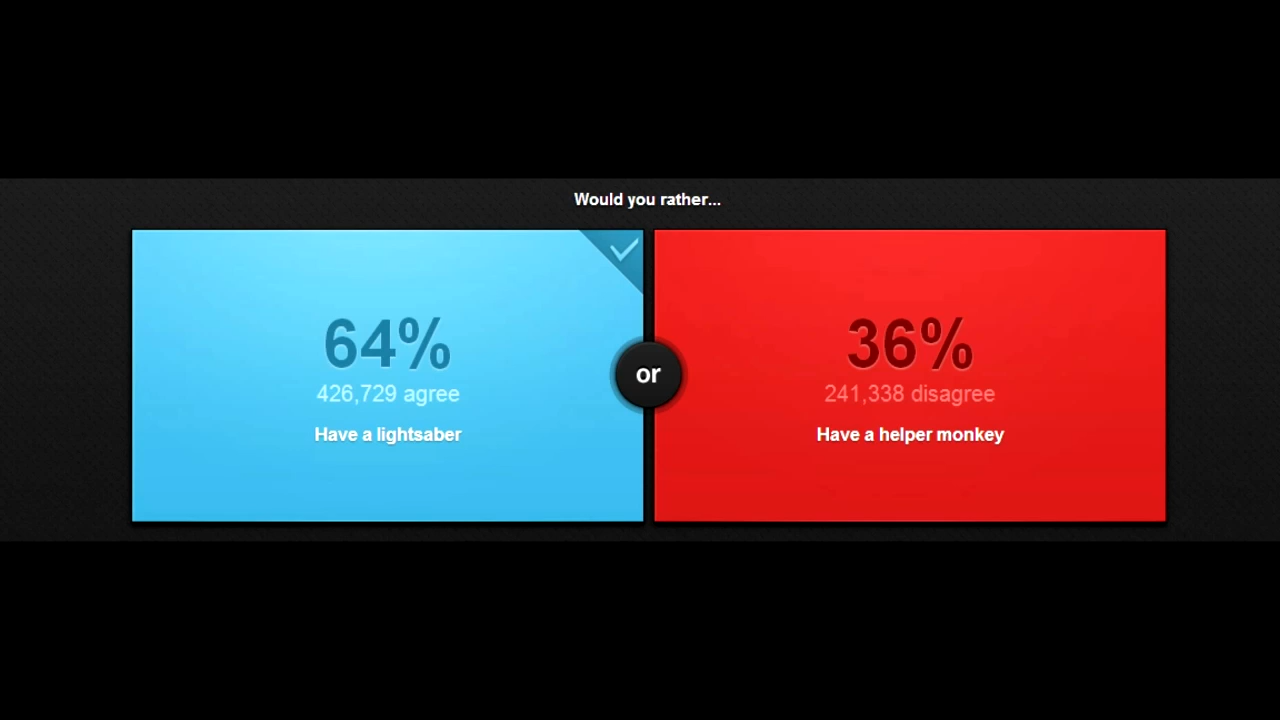 Would you rather...
64%
426,729 agree
Have a lightsaber
or
36%
241,338 disagree
Have a helper monkey